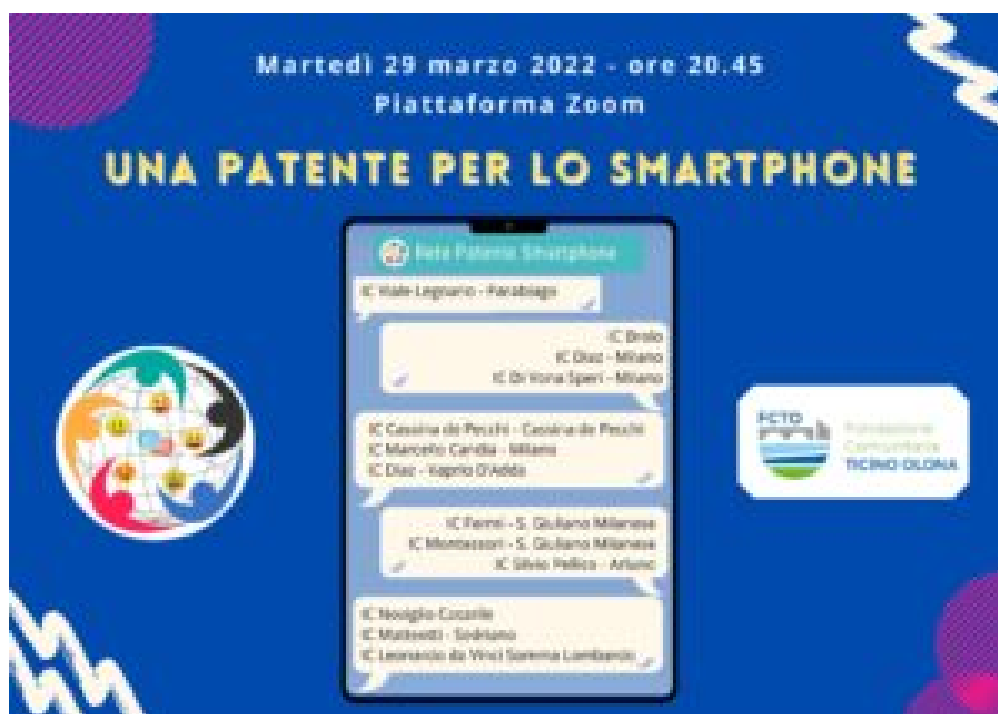 Martedì 29 marzo 2022 - ore 20.45
Piattaforma Zoom
UNA PATENTE PER LO SMARTPHONE
Rete Patente Smartphone
IC Viale Legnano - Parabiago
IC Diaz - Milano
IC Di Vona Speri - Milano
IC Cassina de Pecchi - Cassina de Pecchi
IC Marcello Candia - Milano
IC Diaz - Vaprio D'Adda
IC Fermi - S. Giuliano Milanese
IC Montessori - S. Giuliano Milanese
IC Silvio Pellico - Arluno
IC Noviglio Casarile
IC Matteotti - Sedriano
IC Leonardo da Vinci Somma Lombardo
FCTO
Fondazione
Comunitaria
TICINO OLONA